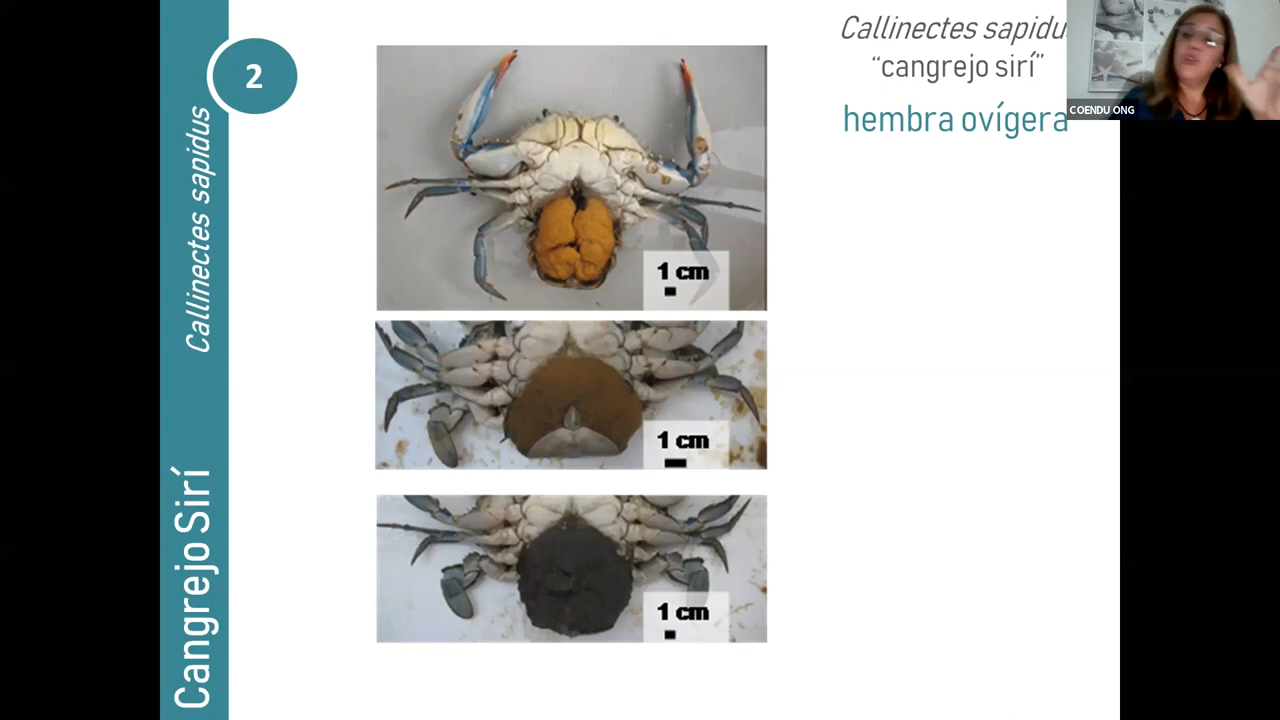 2
Callinectes sapidus
Cangrejo Sirí
Callinectes sapidu
“cangrejo sirí”
hembra ovígera
COENDU ONG
1 cm
1 cm
1 cm